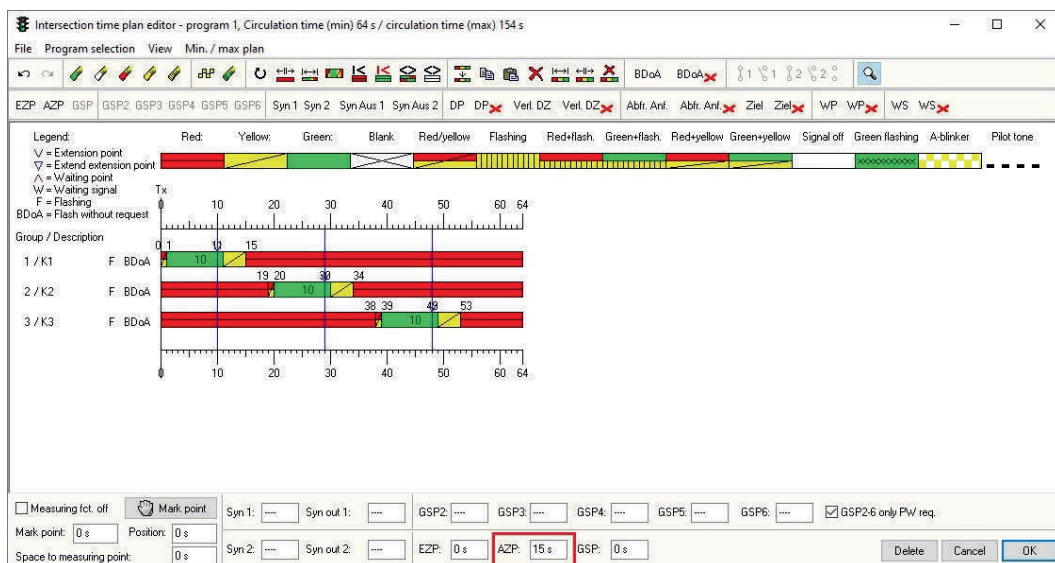 Intersection time plan editor - program 1, Circulation time (min) 64 s / circulation time (max) 154 s
File Program selection View Min. / max plan
BDoA BDoA 1 1 2 2
EZP AZP GSP GSP2 GSP3 GSP4 GSP5 GSP6 Syn 1 Syn 2 Syn Aus 1 Syn Aus 2 DP DP Verl. DZ Verl. DZ Abfr. Anf. Abfr. Anf. Ziel Ziel WP WP WS WS
Legend: Red: Yellow: Green: Blank Red/yellow Flashing Red+flash. Green+flash. Red+yellow Green+yellow Signal off Green flashing A-blinker Pilot tone
V = Extension point
∇ = Extend extension point
Λ = Waiting point
W = Waiting signal Tx
F = Flashing 0 10 20 30 40 50 60 64
BDoA = Flash without request
Group / Description
0 1 11 15
1 / K1 F BDoA 10
19 20 30 34
2 / K2 F BDoA 10
38 39 49 53
3 / K3 F BDoA 10
0 10 20 30 40 50 60 64
Measuring fct. off Mark point Syn 1: ---- Syn out 1: ---- GSP2: ---- GSP3: ---- GSP4: ---- GSP5: ---- GSP6: ---- GSP2-6 only PW req.
Mark point: 0 s Position: 0 s
Space to measuring point: 0 s Syn 2: ---- Syn out 2: ---- EZP: 0 s AZP: 15 s GSP: 0 s Delete Cancel OK